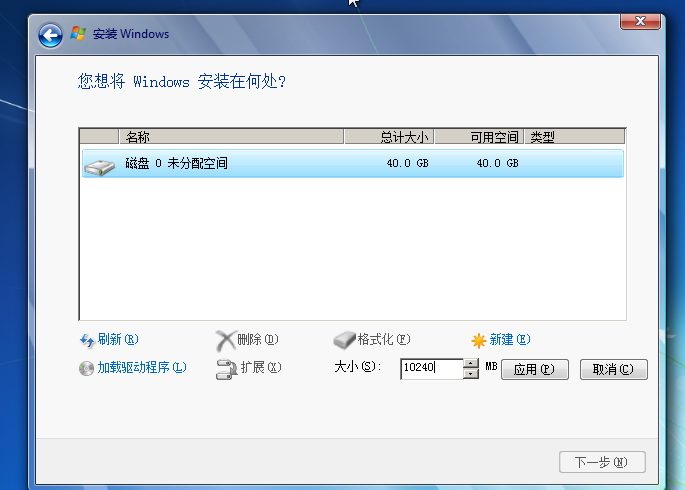 安装 Windows
您想将 Windows 安装在何处?
名称 总计大小 可用空间 类型
磁盘 0 未分配空间 40.0 GB 40.0 GB
刷新(R) 删除(D) 格式化(F) 新建(E)
加载驱动程序(L) 扩展(X) 大小(S): 10240 MB 应用(P) 取消(C)
下一步(N)